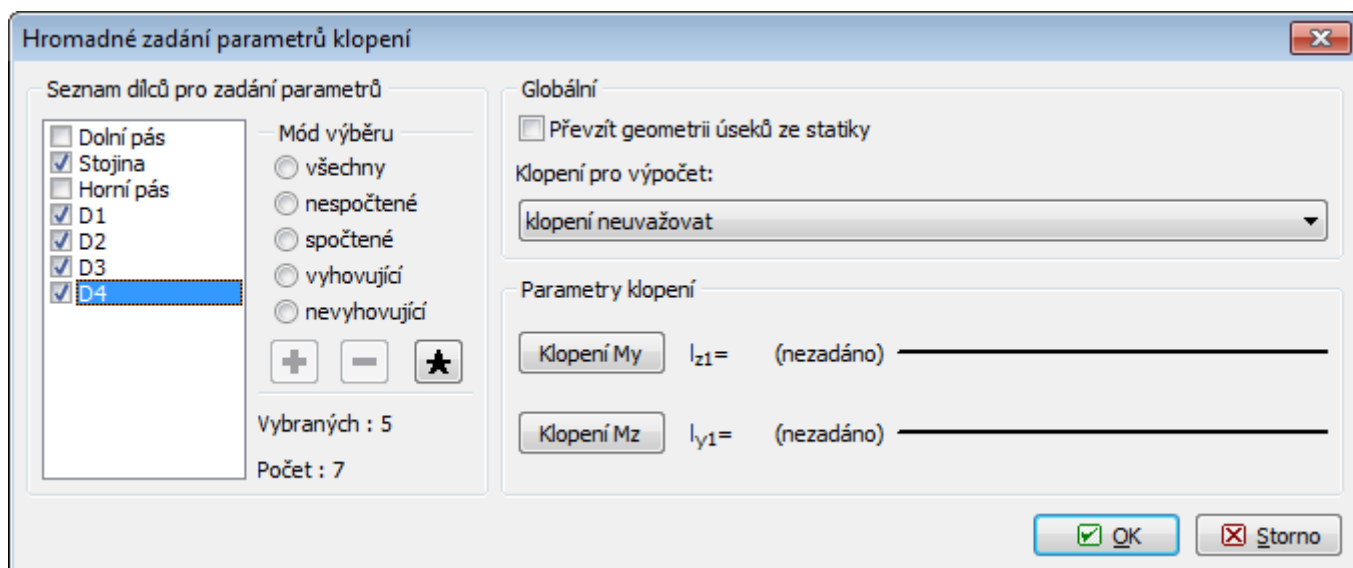 Hromadné zadání parametrů klopení
Seznam dílců pro zadání parametrů
Dolní pás
Stojina
Horní pás
D1
D2
D3
D4
Mód výběru
všechny
nespočtené
spočtené
vyhovující
nevyhovující
Vybraných : 5
Počet : 7
Globální
Převzít geometrii úseků ze statiky
Klopení pro výpočet:
klopení neuvažovat
Parametry klopení
Klopení My lz1= (nezadáno)
Klopení Mz ly1= (nezadáno)
OK Storno